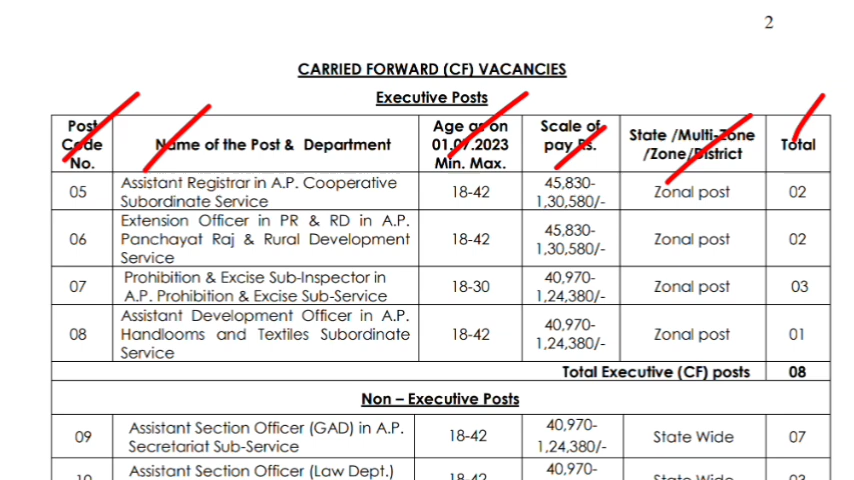 2
CARRIED FORWARD (CF) VACANCIES
Executive Posts
Post Code No. Name of the Post & Department Age as on 01.07.2023 Min. Max. Scale of pay Rs. State /Multi-Zone /Zone/District Total
05 Assistant Registrar in A.P. Cooperative Subordinate Service 18-42 45,830-1,30,580/- Zonal post 02
06 Extension Officer in PR & RD in A.P. Panchayat Raj & Rural Development Service 18-42 45,830-1,30,580/- Zonal post 02
07 Prohibition & Excise Sub-Inspector in A.P. Prohibition & Excise Sub-Service 18-30 40,970-1,24,380/- Zonal post 03
08 Assistant Development Officer in A.P. Handlooms and Textiles Subordinate Service 18-42 40,970-1,24,380/- Zonal post 01
Total Executive (CF) posts 08
Non – Executive Posts
09 Assistant Section Officer (GAD) in A.P. Secretariat Sub-Service 18-42 40,970-1,24,380/- State Wide 07
10 Assistant Section Officer (Law Dept.) 18-42 40,970- State Wide